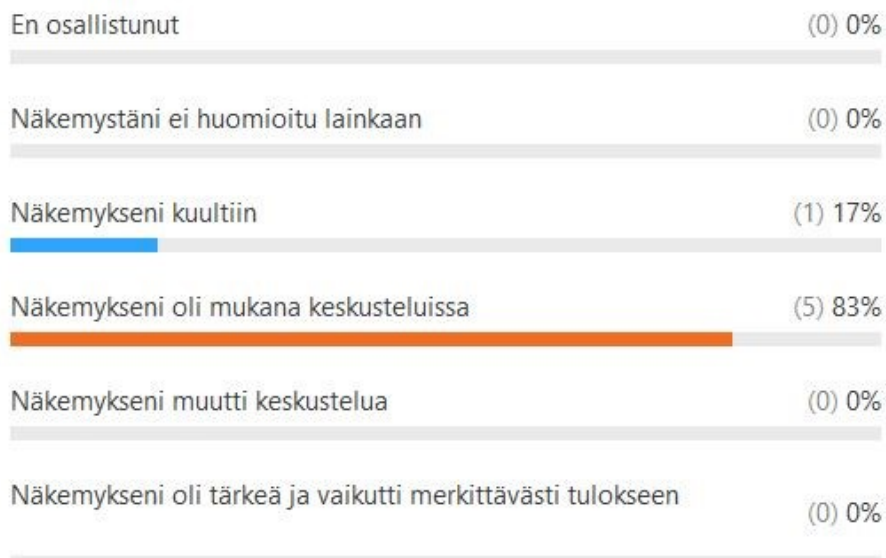 En osallistunut (0) 0%
Näkemystäni ei huomioitu lainkaan (0) 0%
Näkemykseni kuultiin (1) 17%
Näkemykseni oli mukana keskusteluissa (5) 83%
Näkemykseni muutti keskustelua (0) 0%
Näkemykseni oli tärkeä ja vaikutti merkittävästi tulokseen (0) 0%